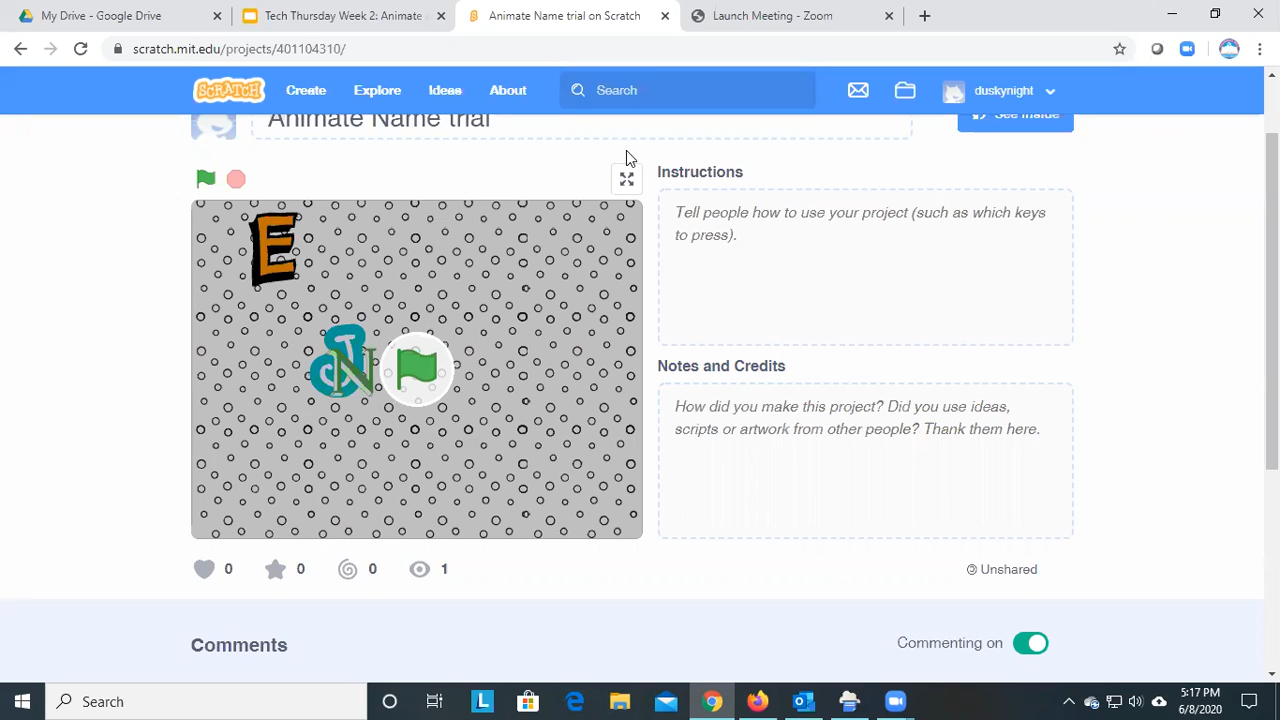 My Drive - Google Drive
Tech Thursday Week 2: Animate a
Animate Name trial on Scratch
Launch Meeting - Zoom
scratch.mit.edu/projects/401104310/
SCRATCH
Create
Explore
Ideas
About
Search
duskynight
Animate Name trial
See inside
Instructions
Tell people how to use your project (such as which keys
to press).
E
N
Notes and Credits
How did you make this project? Did you use ideas,
scripts or artwork from other people? Thank them here.
0
0
0
1
Unshared
Comments
Commenting on
Search
L
5:17 PM
6/8/2020